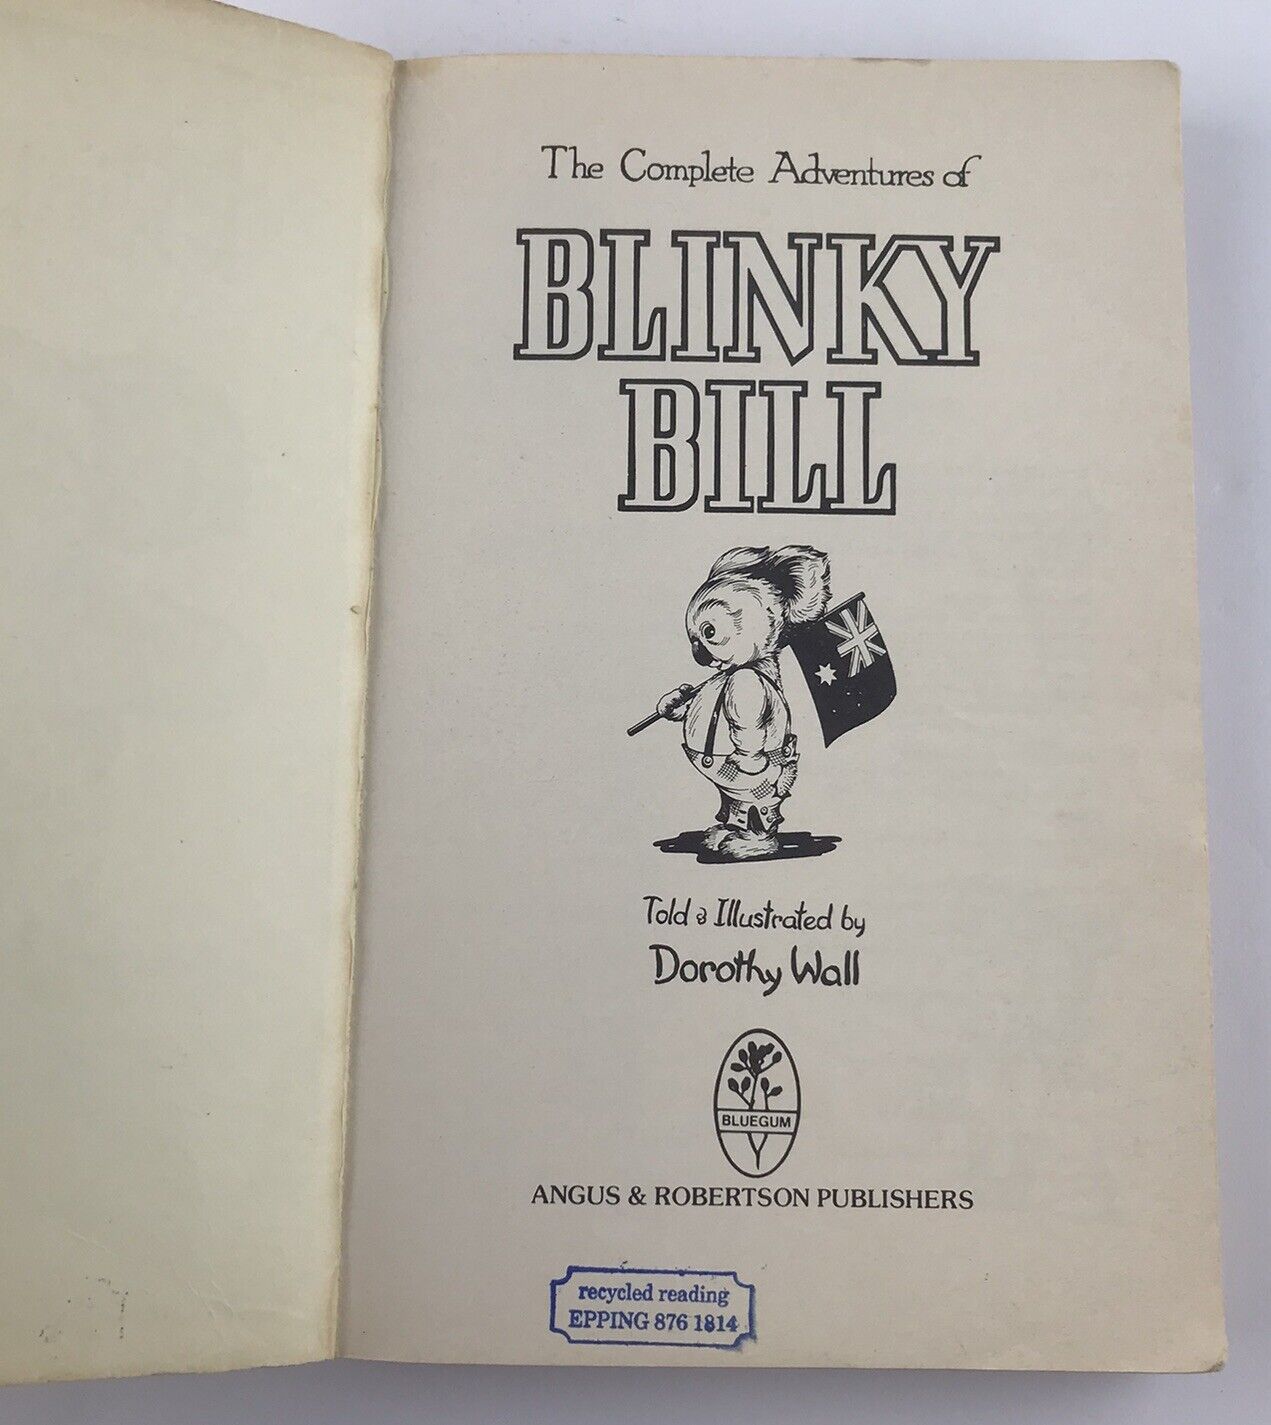 The Complete Adventures of
BLINKY
BILL
Told & Illustrated by
Dorothy Wall
BLUEGUM
ANGUS & ROBERTSON PUBLISHERS
recycled reading
EPPING 876 1814